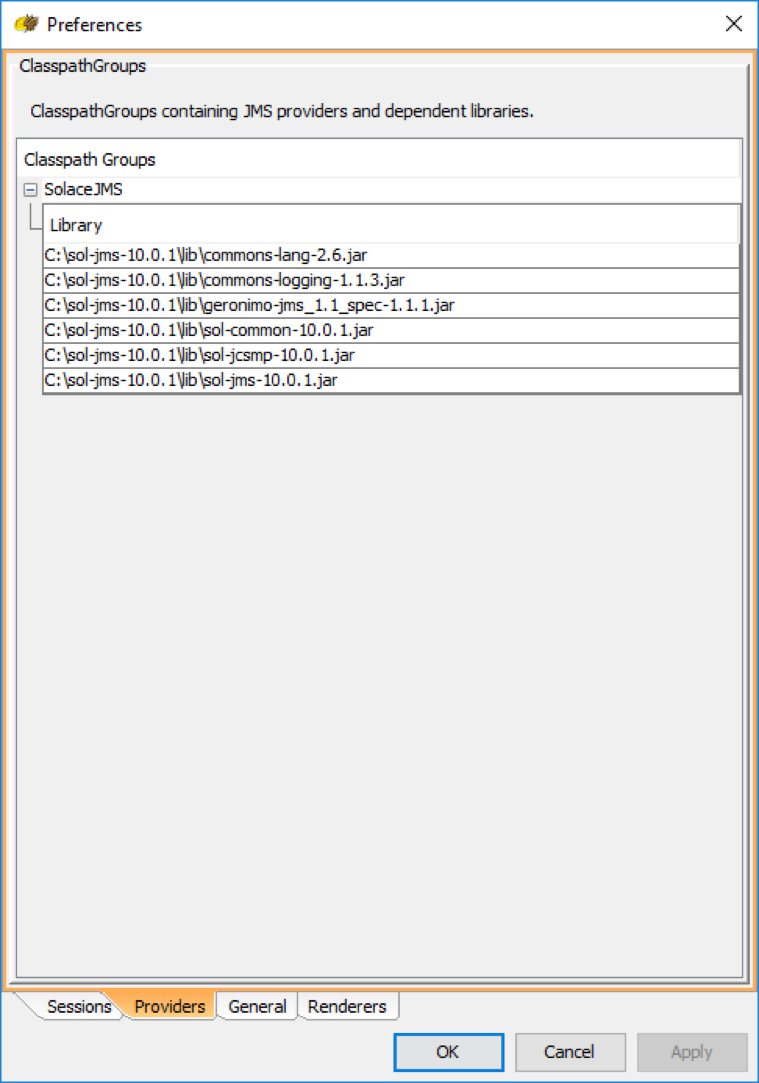 Preferences
ClasspathGroups
ClasspathGroups containing JMS providers and dependent libraries.
Classpath Groups
SolaceJMS
Library
C:\sol-jms-10.0.1\lib\commons-lang-2.6.jar
C:\sol-jms-10.0.1\lib\commons-logging-1.1.3.jar
C:\sol-jms-10.0.1\lib\geronimo-jms_1.1_spec-1.1.1.jar
C:\sol-jms-10.0.1\lib\sol-common-10.0.1.jar
C:\sol-jms-10.0.1\lib\sol-jcsmp-10.0.1.jar
C:\sol-jms-10.0.1\lib\sol-jms-10.0.1.jar
Sessions Providers General Renderers
OK Cancel Apply